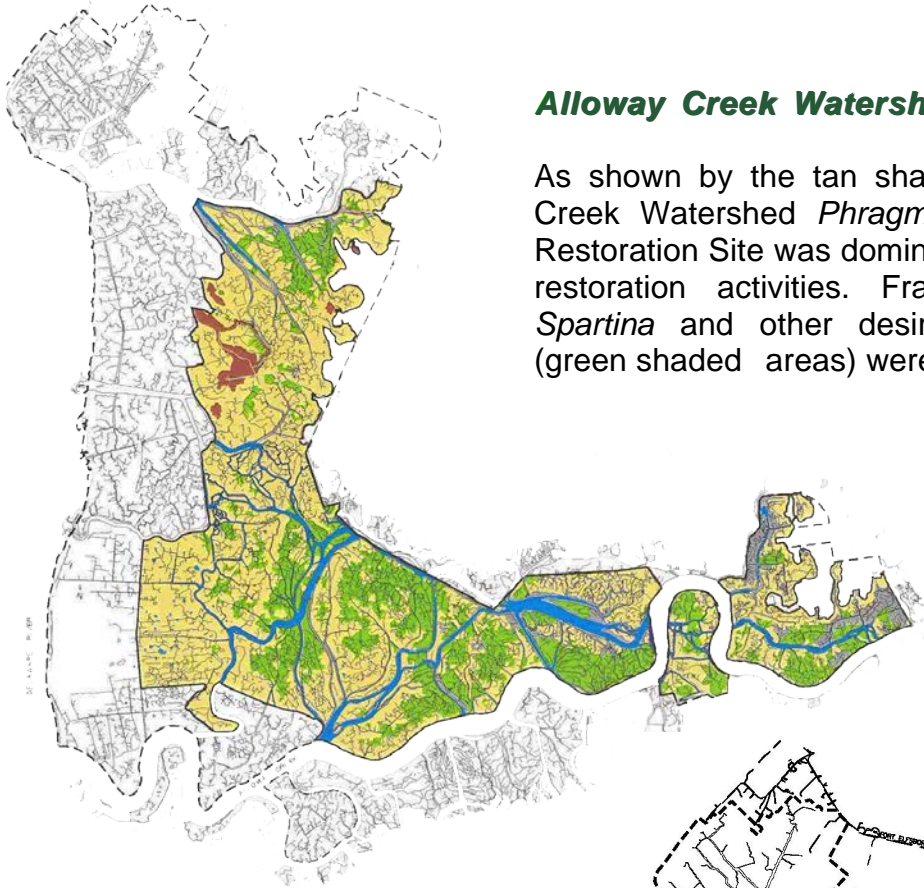 Alloway Creek Watersh
As shown by the tan sha
Creek Watershed Phragm
Restoration Site was domin
restoration activities. Fra
Spartina and other desir
(green shaded areas) were